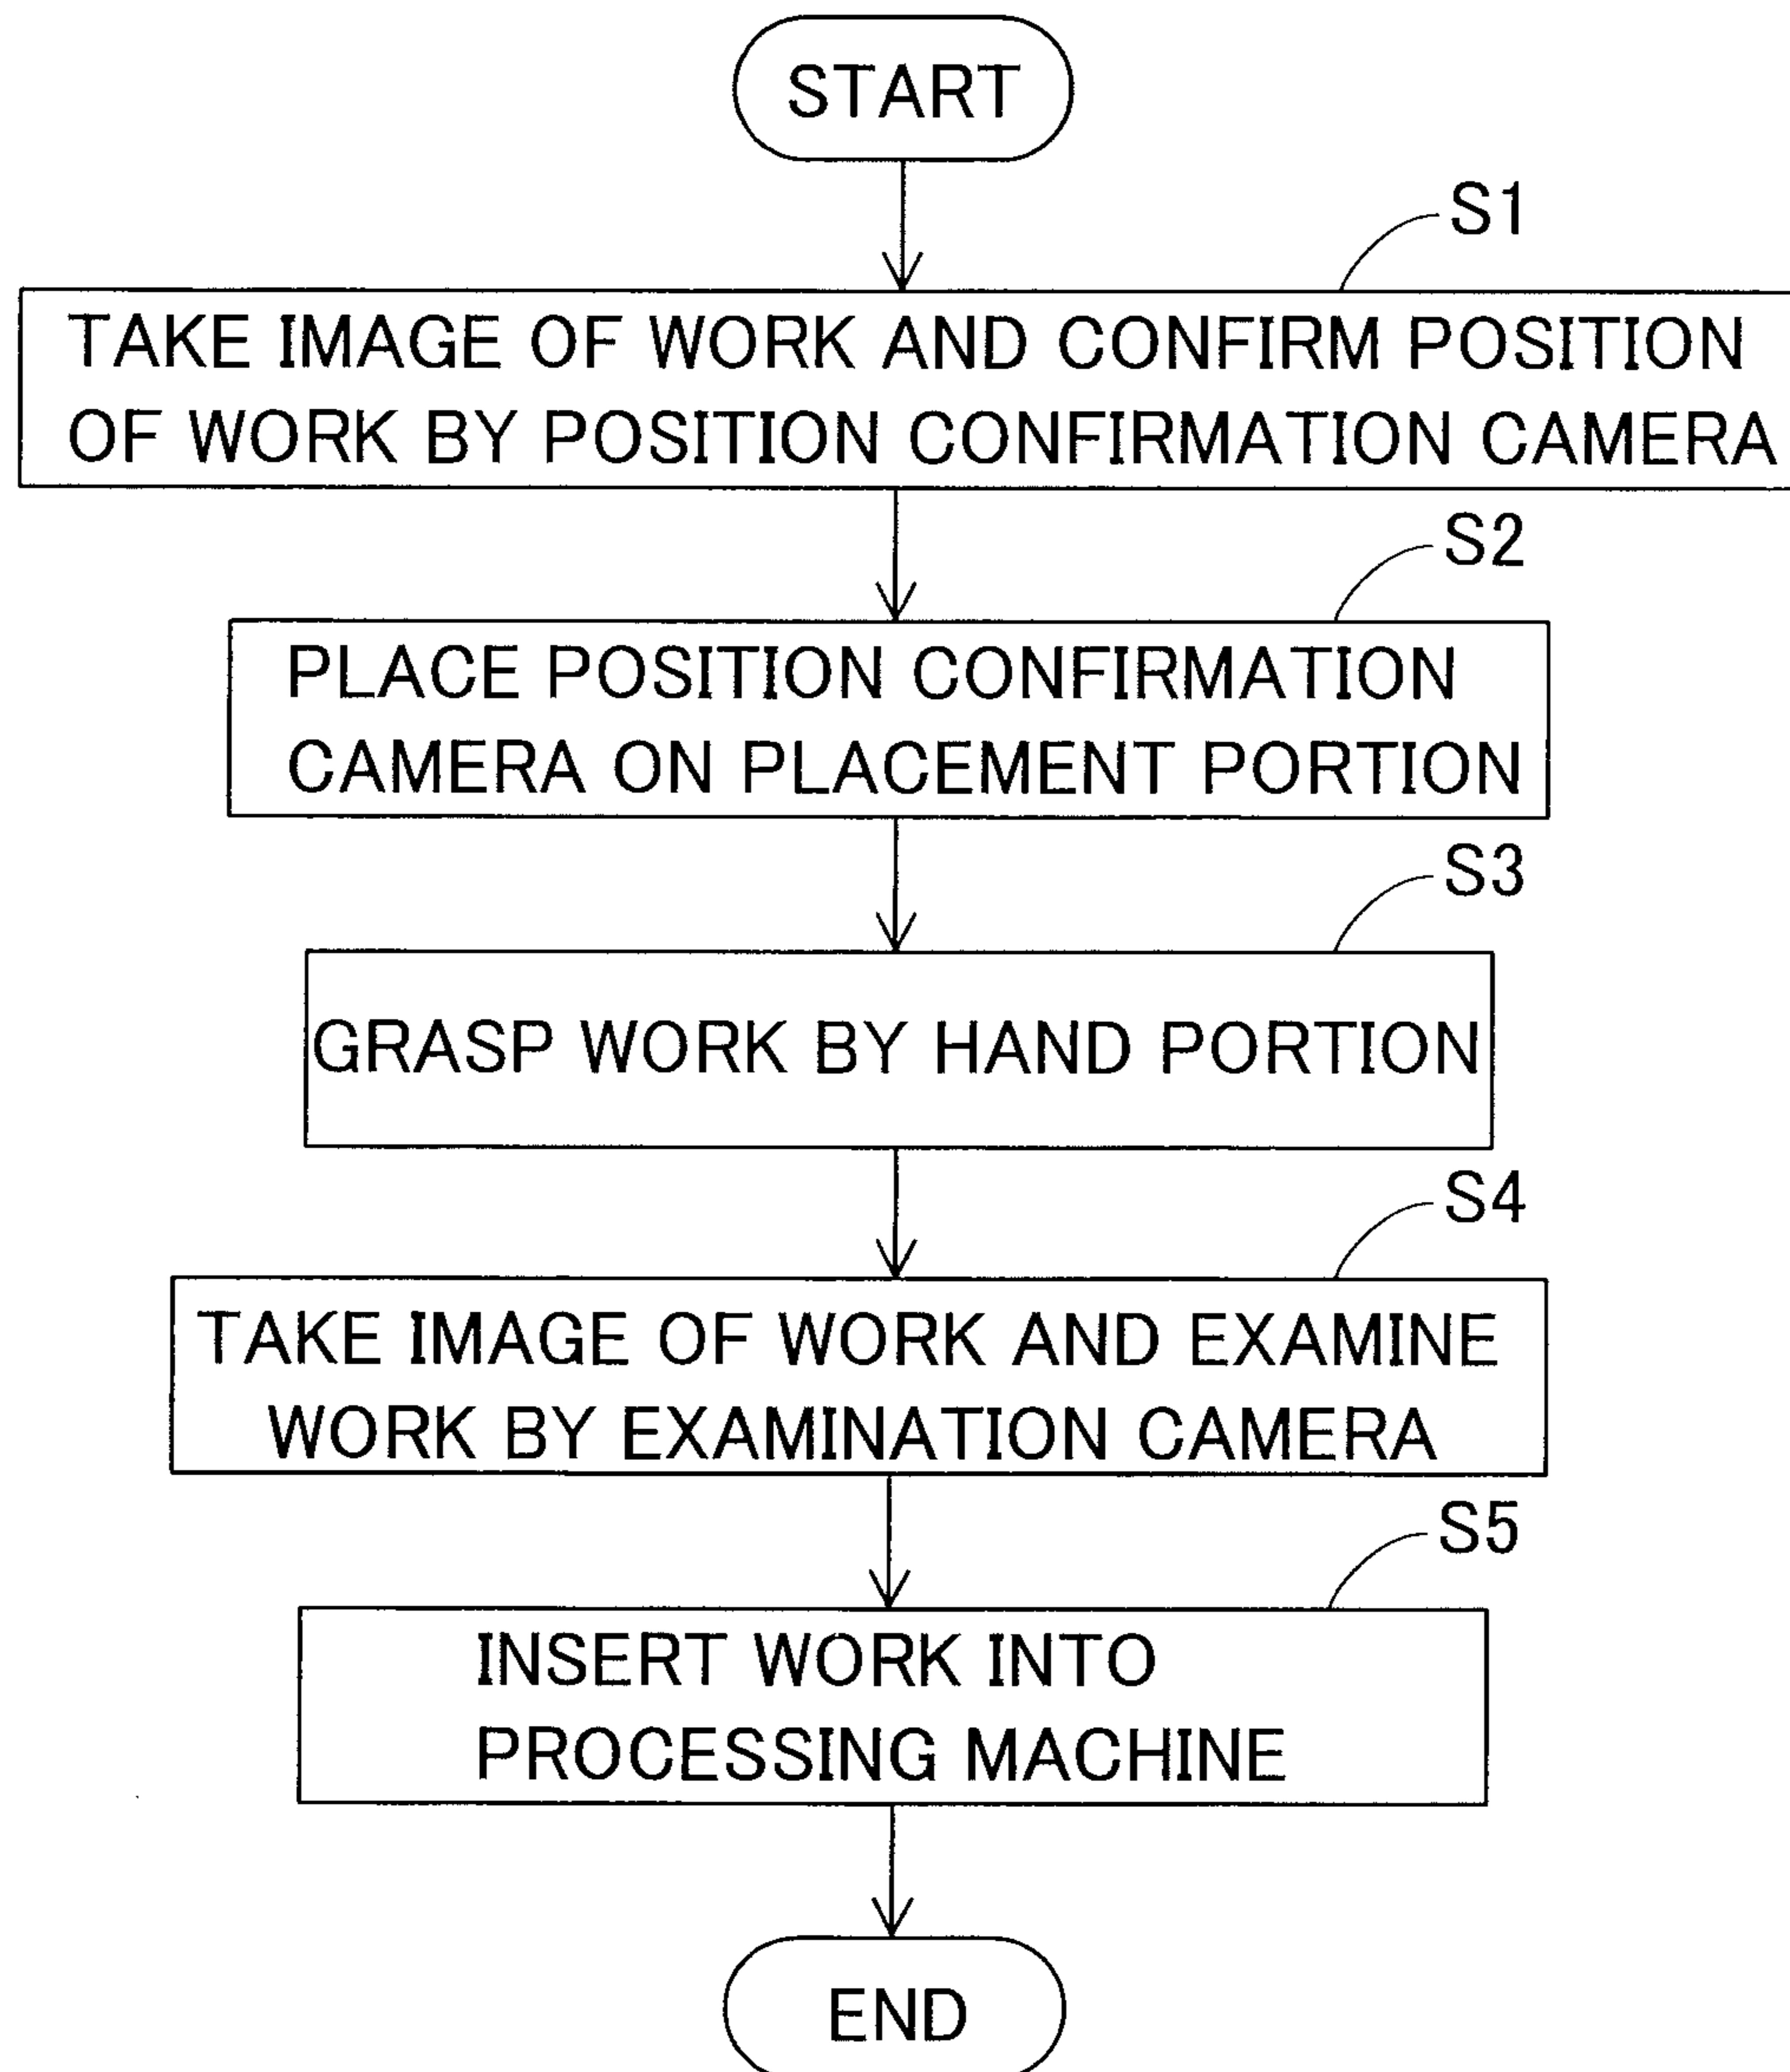 START
S1
TAKE IMAGE OF WORK AND CONFIRM POSITION
OF WORK BY POSITION CONFIRMATION CAMERA
S2
PLACE POSITION CONFIRMATION
CAMERA ON PLACEMENT PORTION
S3
GRASP WORK BY HAND PORTION
S4
TAKE IMAGE OF WORK AND EXAMINE
WORK BY EXAMINATION CAMERA
S5
INSERT WORK INTO
PROCESSING MACHINE
END